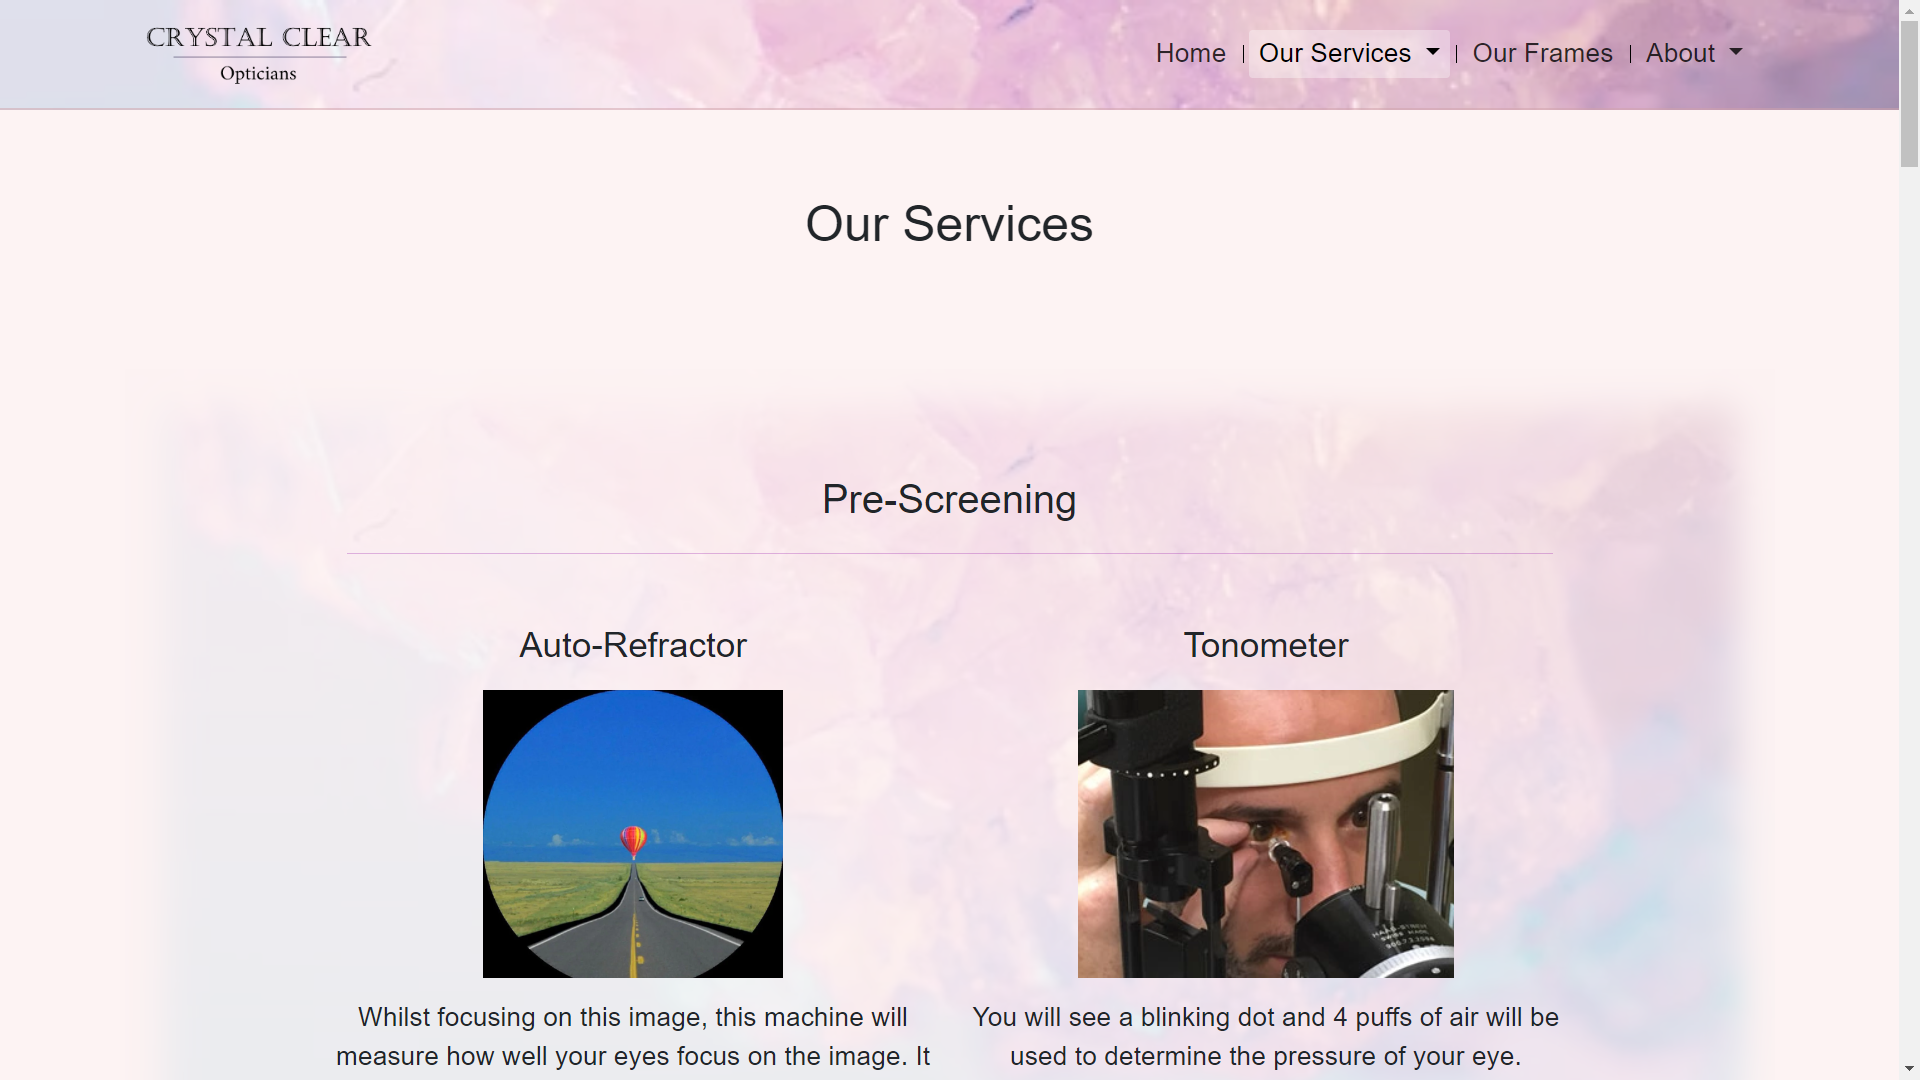 CRYSTAL CLEAR
Opticians
Home | Our Services | Our Frames | About
Our Services
Pre-Screening
Auto-Refractor
Tonometer
Whilst focusing on this image, this machine will
measure how well your eyes focus on the image. It
You will see a blinking dot and 4 puffs of air will be
used to determine the pressure of your eye.